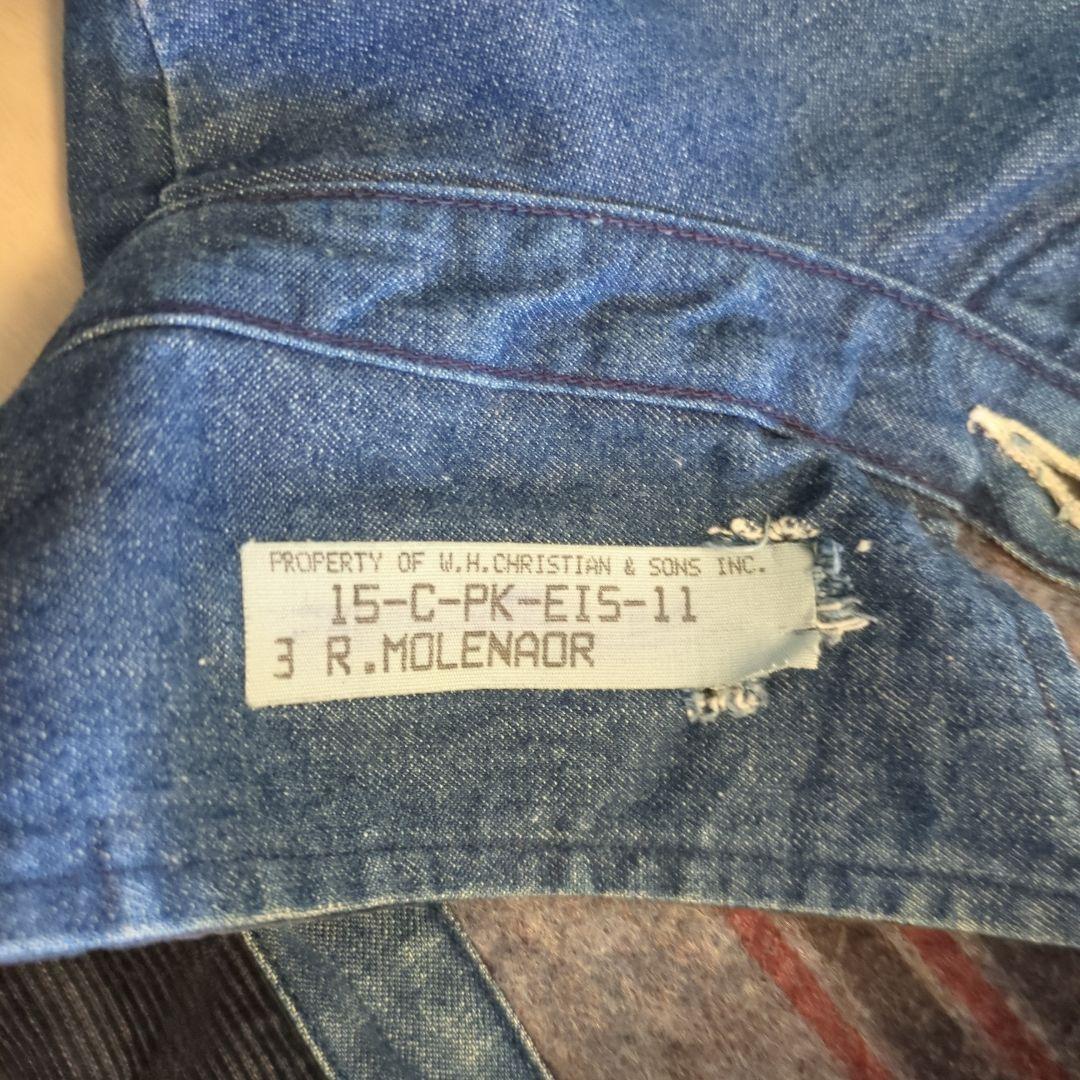 PROPERTY OF W.H.CHRISTIAN & SONS INC.
15-C-PK-EIS-11
3 R.MOLENAOR